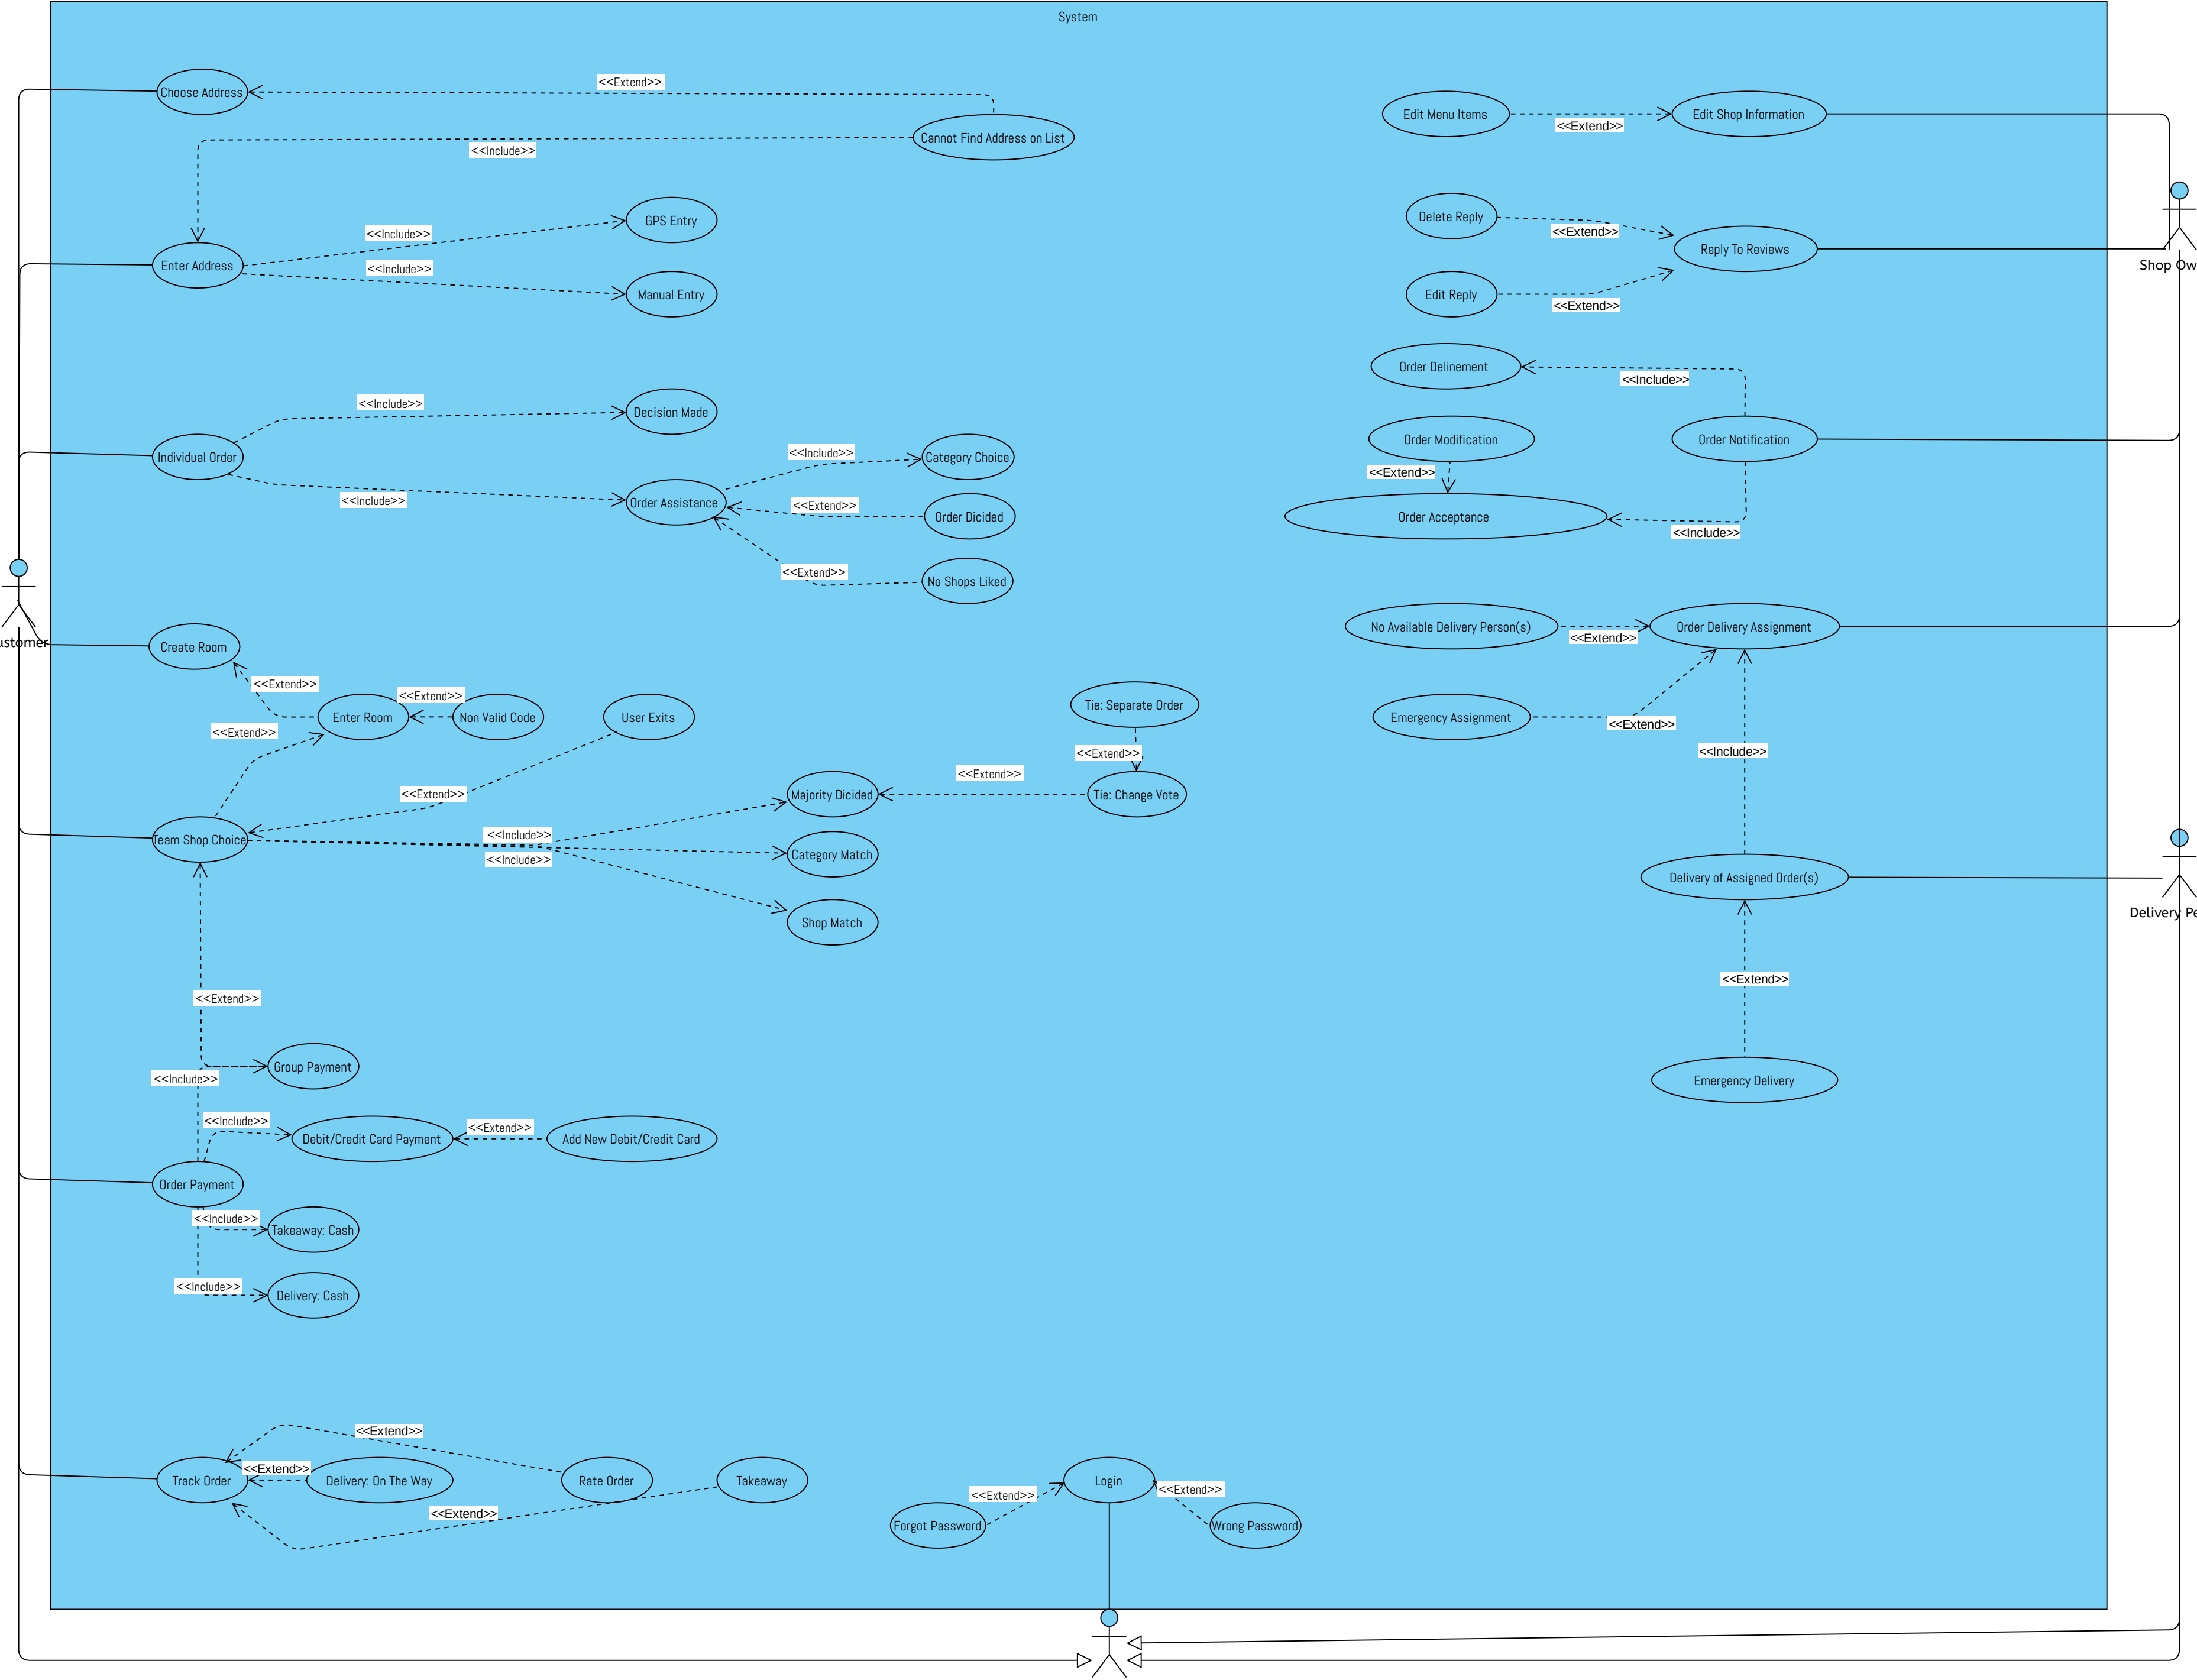 System
Choose Address
<<Extend>>
Cannot Find Address on List
<<Include>>
Enter Address
<<Include>>
GPS Entry
<<Include>>
Manual Entry
Individual Order
<<Include>>
Decision Made
<<Include>>
Order Assistance
<<Include>>
Category Choice
<<Extend>>
Order Dicided
<<Extend>>
No Shops Liked
ustomer
Create Room
<<Extend>>
Enter Room
<<Extend>>
Non Valid Code
<<Extend>>
User Exits
<<Extend>>
Team Shop Choice
<<Include>>
<<Include>>
Majority Dicided
Category Match
Shop Match
<<Extend>>
Tie: Separate Order
<<Extend>>
Tie: Change Vote
<<Extend>>
Group Payment
<<Include>>
<<Include>>
Debit/Credit Card Payment
<<Extend>>
Add New Debit/Credit Card
Order Payment
<<Include>>
Takeaway: Cash
<<Include>>
Delivery: Cash
Track Order
<<Extend>>
<<Extend>>
Delivery: On The Way
Rate Order
Takeaway
<<Extend>>
Login
<<Extend>>
Forgot Password
<<Extend>>
Wrong Password
Edit Menu Items
<<Extend>>
Edit Shop Information
Delete Reply
<<Extend>>
Reply To Reviews
Edit Reply
<<Extend>>
Shop Ow
Order Delinement
<<Include>>
Order Modification
Order Notification
<<Extend>>
Order Acceptance
<<Include>>
No Available Delivery Person(s)
<<Extend>>
Order Delivery Assignment
Emergency Assignment
<<Extend>>
<<Include>>
Delivery of Assigned Order(s)
Delivery Pe
<<Extend>>
Emergency Delivery